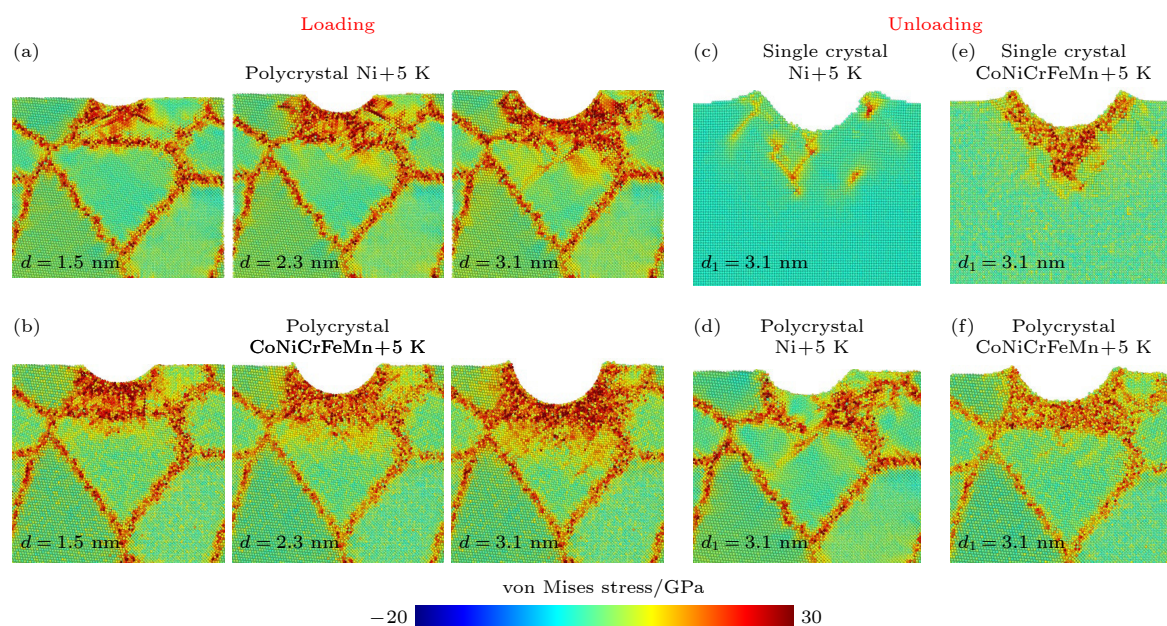 Loading
Unloading
(a)
Polycrystal Ni+5 K
d = 1.5 nm
d = 2.3 nm
d = 3.1 nm
(b)
Polycrystal
CoNiCrFeMn+5 K
d = 1.5 nm
d = 2.3 nm
d = 3.1 nm
(c) Single crystal
Ni+5 K
d₁ = 3.1 nm
(e) Single crystal
CoNiCrFeMn+5 K
d₁ = 3.1 nm
(d) Polycrystal
Ni+5 K
d₁ = 3.1 nm
(f) Polycrystal
CoNiCrFeMn+5 K
d₁ = 3.1 nm
von Mises stress/GPa
−20 30